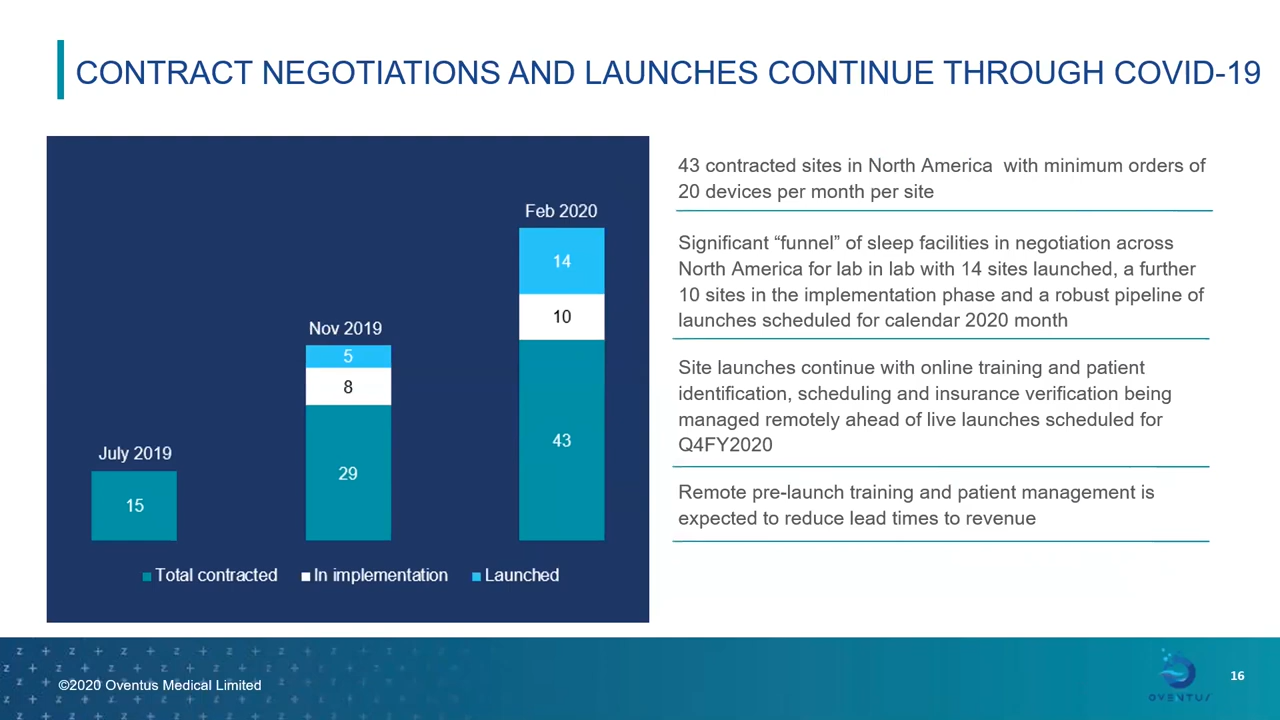 CONTRACT NEGOTIATIONS AND LAUNCHES CONTINUE THROUGH COVID-19
Feb 2020
14
10
43
Nov 2019
5
8
29
July 2019
15
Total contracted In implementation Launched
43 contracted sites in North America with minimum orders of
20 devices per month per site
Significant “funnel” of sleep facilities in negotiation across
North America for lab in lab with 14 sites launched, a further
10 sites in the implementation phase and a robust pipeline of
launches scheduled for calendar 2020 month
Site launches continue with online training and patient
identification, scheduling and insurance verification being
managed remotely ahead of live launches scheduled for
Q4FY2020
Remote pre-launch training and patient management is
expected to reduce lead times to revenue
©2020 Oventus Medical Limited
OVENTUS
16